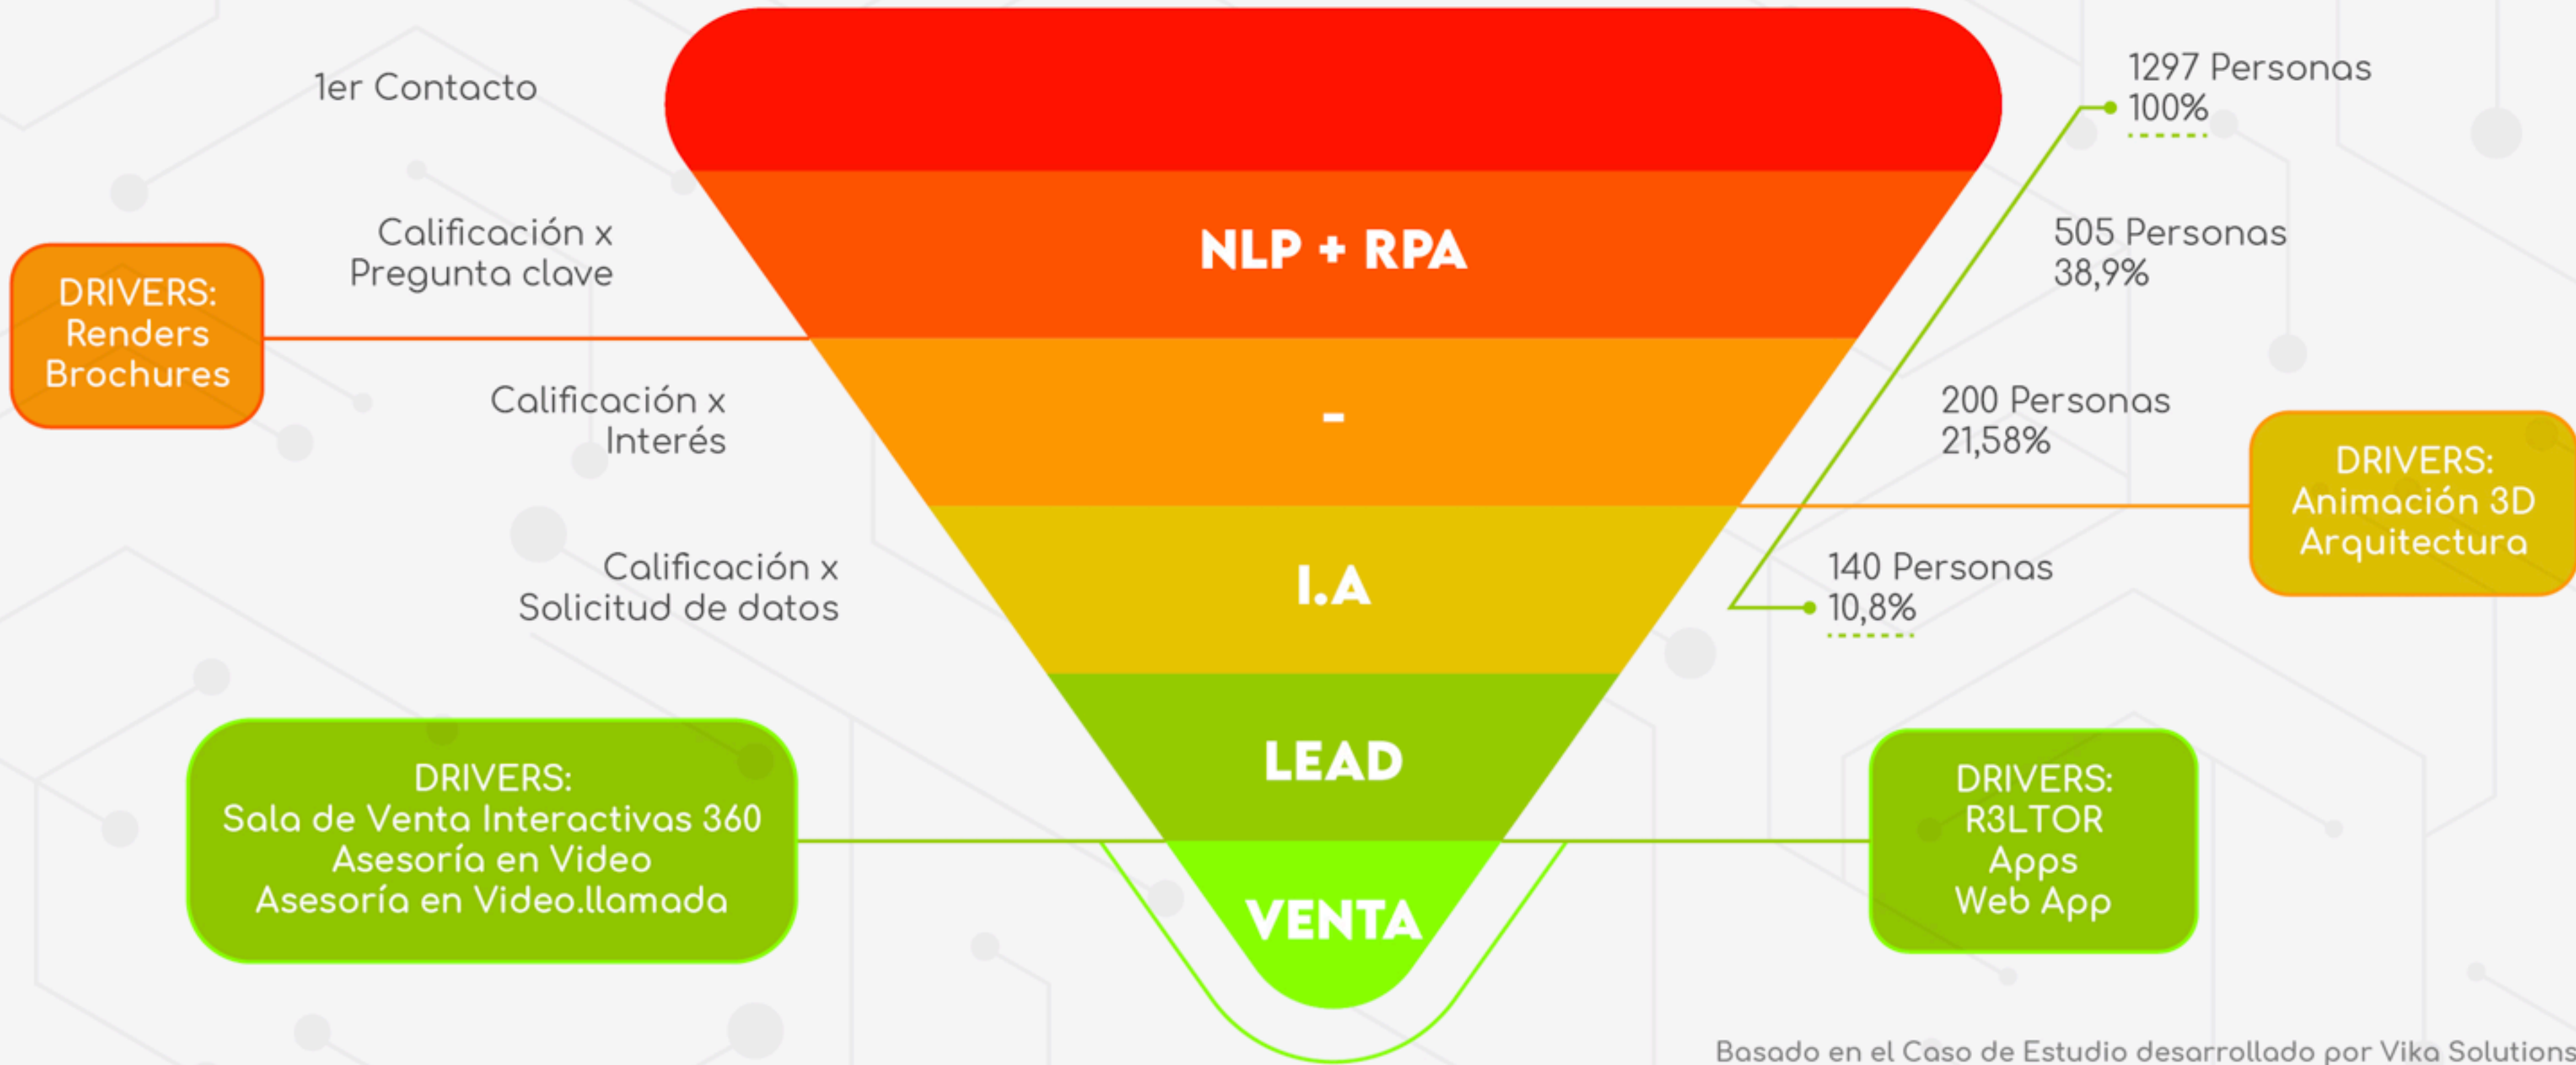 1er Contacto
1297 Personas
100%
Calificación x
Pregunta clave
NLP + RPA
505 Personas
38,9%
DRIVERS:
Renders
Brochures
Calificación x
Interés
-
200 Personas
21,58%
DRIVERS:
Animación 3D
Arquitectura
Calificación x
Solicitud de datos
I.A
140 Personas
10,8%
LEAD
DRIVERS:
Sala de Venta Interactivas 360
Asesoría en Video
Asesoría en Video.llamada
DRIVERS:
R3LTOR
Apps
Web App
VENTA
Basado en el Caso de Estudio desarrollado por Vika Solutions